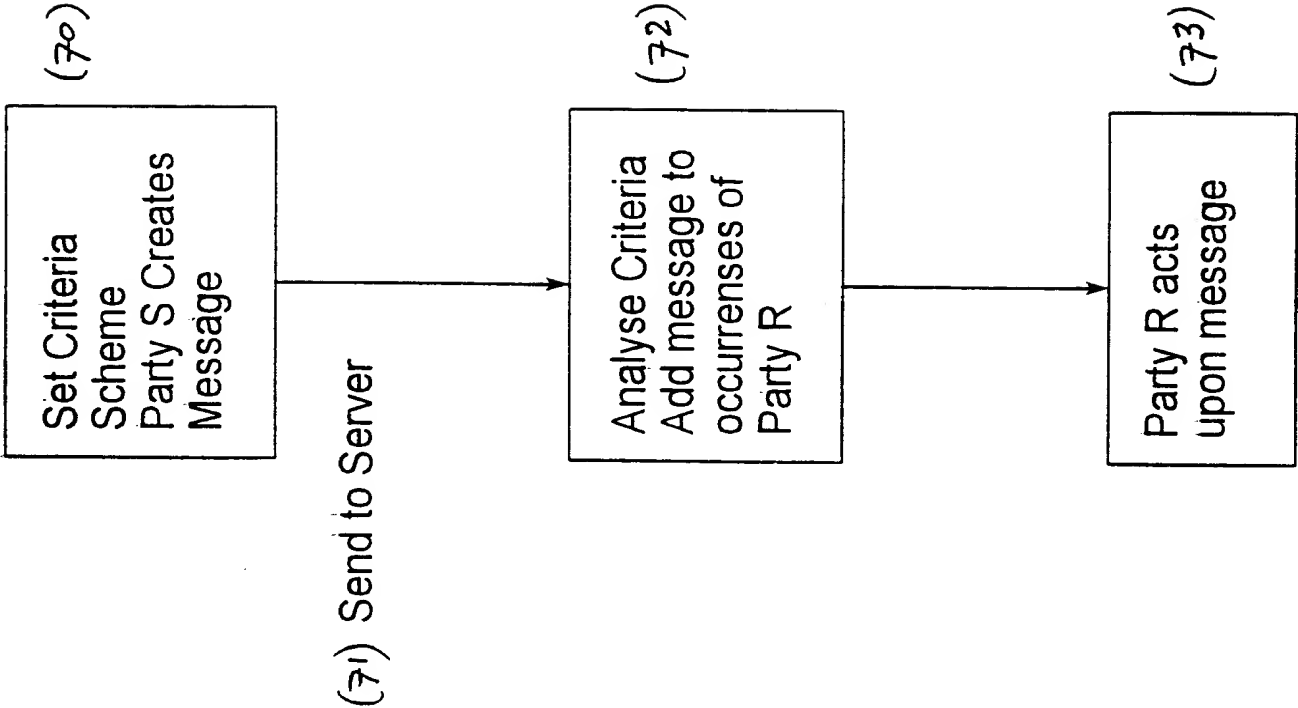 (70)
Set Criteria
Scheme
Party S Creates
Message
(71) Send to Server
(72)
Analyse Criteria
Add message to
occurrenses of
Party R
(73)
Party R acts
upon message